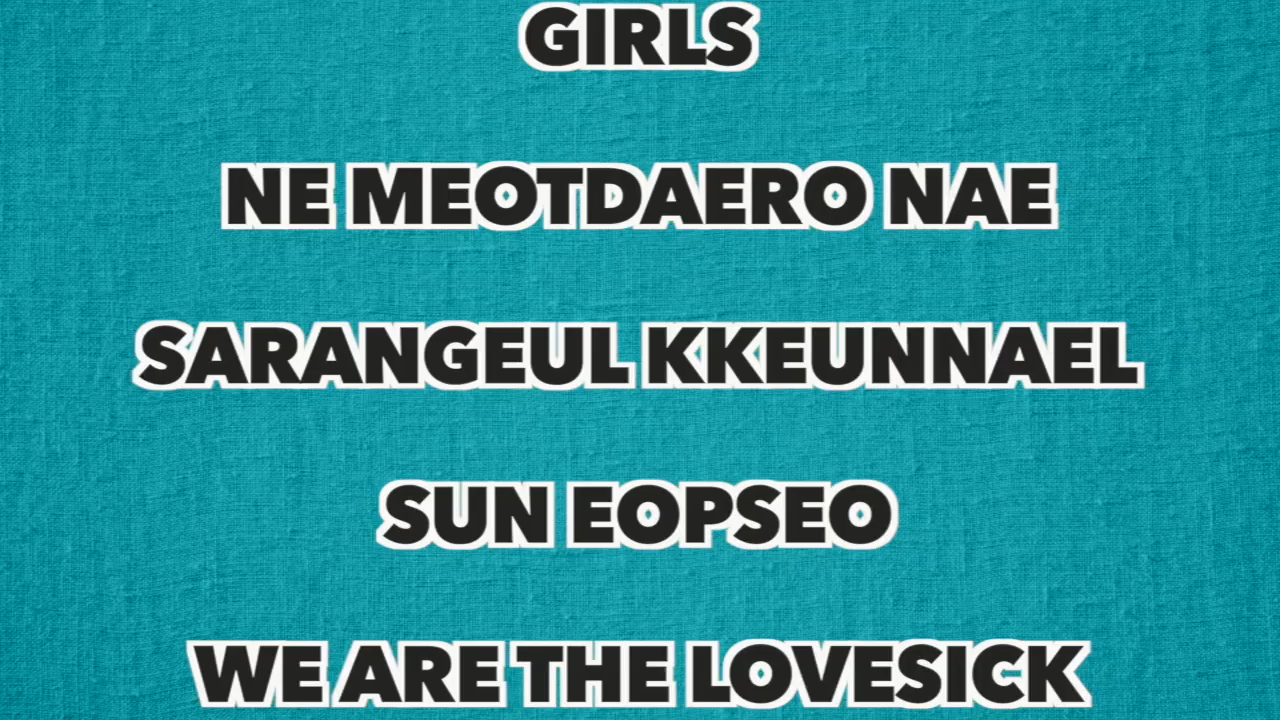 GIRLS
NE MEOTDAERO NAE
SARANGEUL KKEUNNAEL
SUN EOPSEO
WE ARE THE LOVESICK